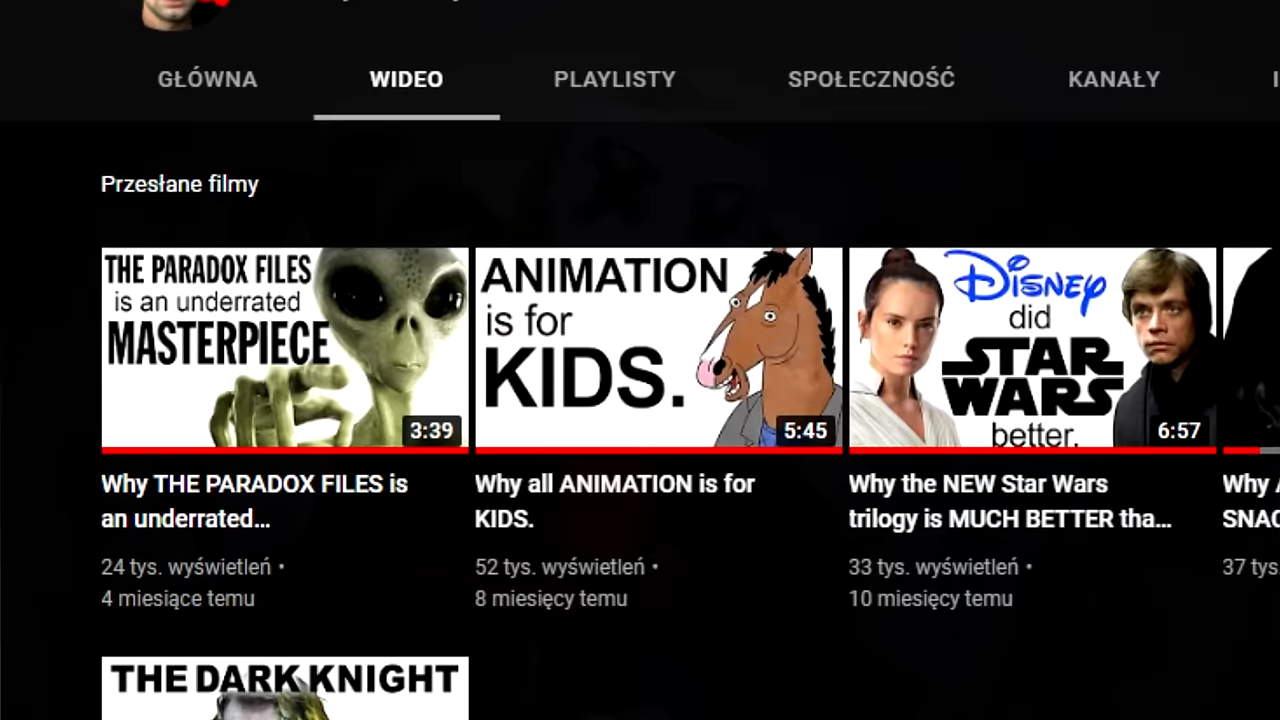 GŁÓWNA
WIDEO
PLAYLISTY
SPOŁECZNOŚĆ
KANAŁY
Przesłane filmy
THE PARADOX FILES
is an underrated
MASTERPIECE
3:39
ANIMATION
is for
KIDS.
5:45
DISNEY
did
STAR
WARS
better.
6:57
Why THE PARADOX FILES is
an underrated...
24 tys. wyświetleń •
4 miesiące temu
Why all ANIMATION is for
KIDS.
52 tys. wyświetleń •
8 miesięcy temu
Why the NEW Star Wars
trilogy is MUCH BETTER tha...
33 tys. wyświetleń •
10 miesięcy temu
Why
37 tys
THE DARK KNIGHT